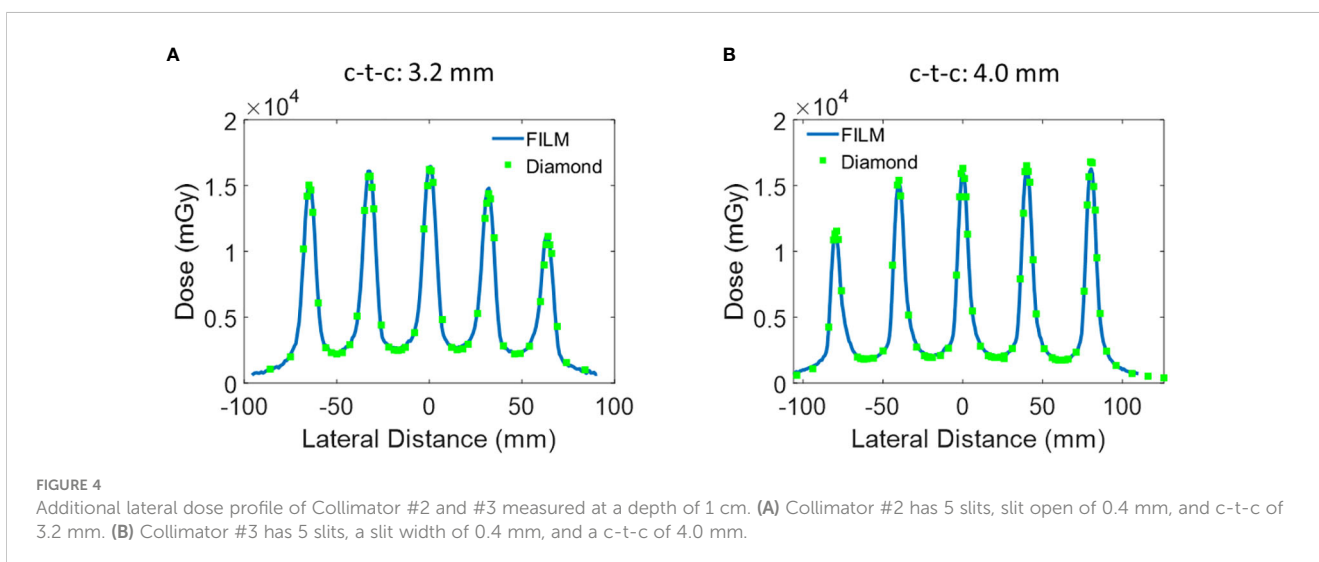 A
c-t-c: 3.2 mm
×10⁴
2
1.5
1
0.5
0
Dose (mGy)
FILM
Diamond
-100 -50 0 50 100
Lateral Distance (mm)
B
c-t-c: 4.0 mm
×10⁴
2
1.5
1
0.5
0
Dose (mGy)
FILM
Diamond
-100 -50 0 50 100
Lateral Distance (mm)
FIGURE 4
Additional lateral dose profile of Collimator #2 and #3 measured at a depth of 1 cm. (A) Collimator #2 has 5 slits, slit open of 0.4 mm, and c-t-c of
3.2 mm. (B) Collimator #3 has 5 slits, a slit width of 0.4 mm, and a c-t-c of 4.0 mm.